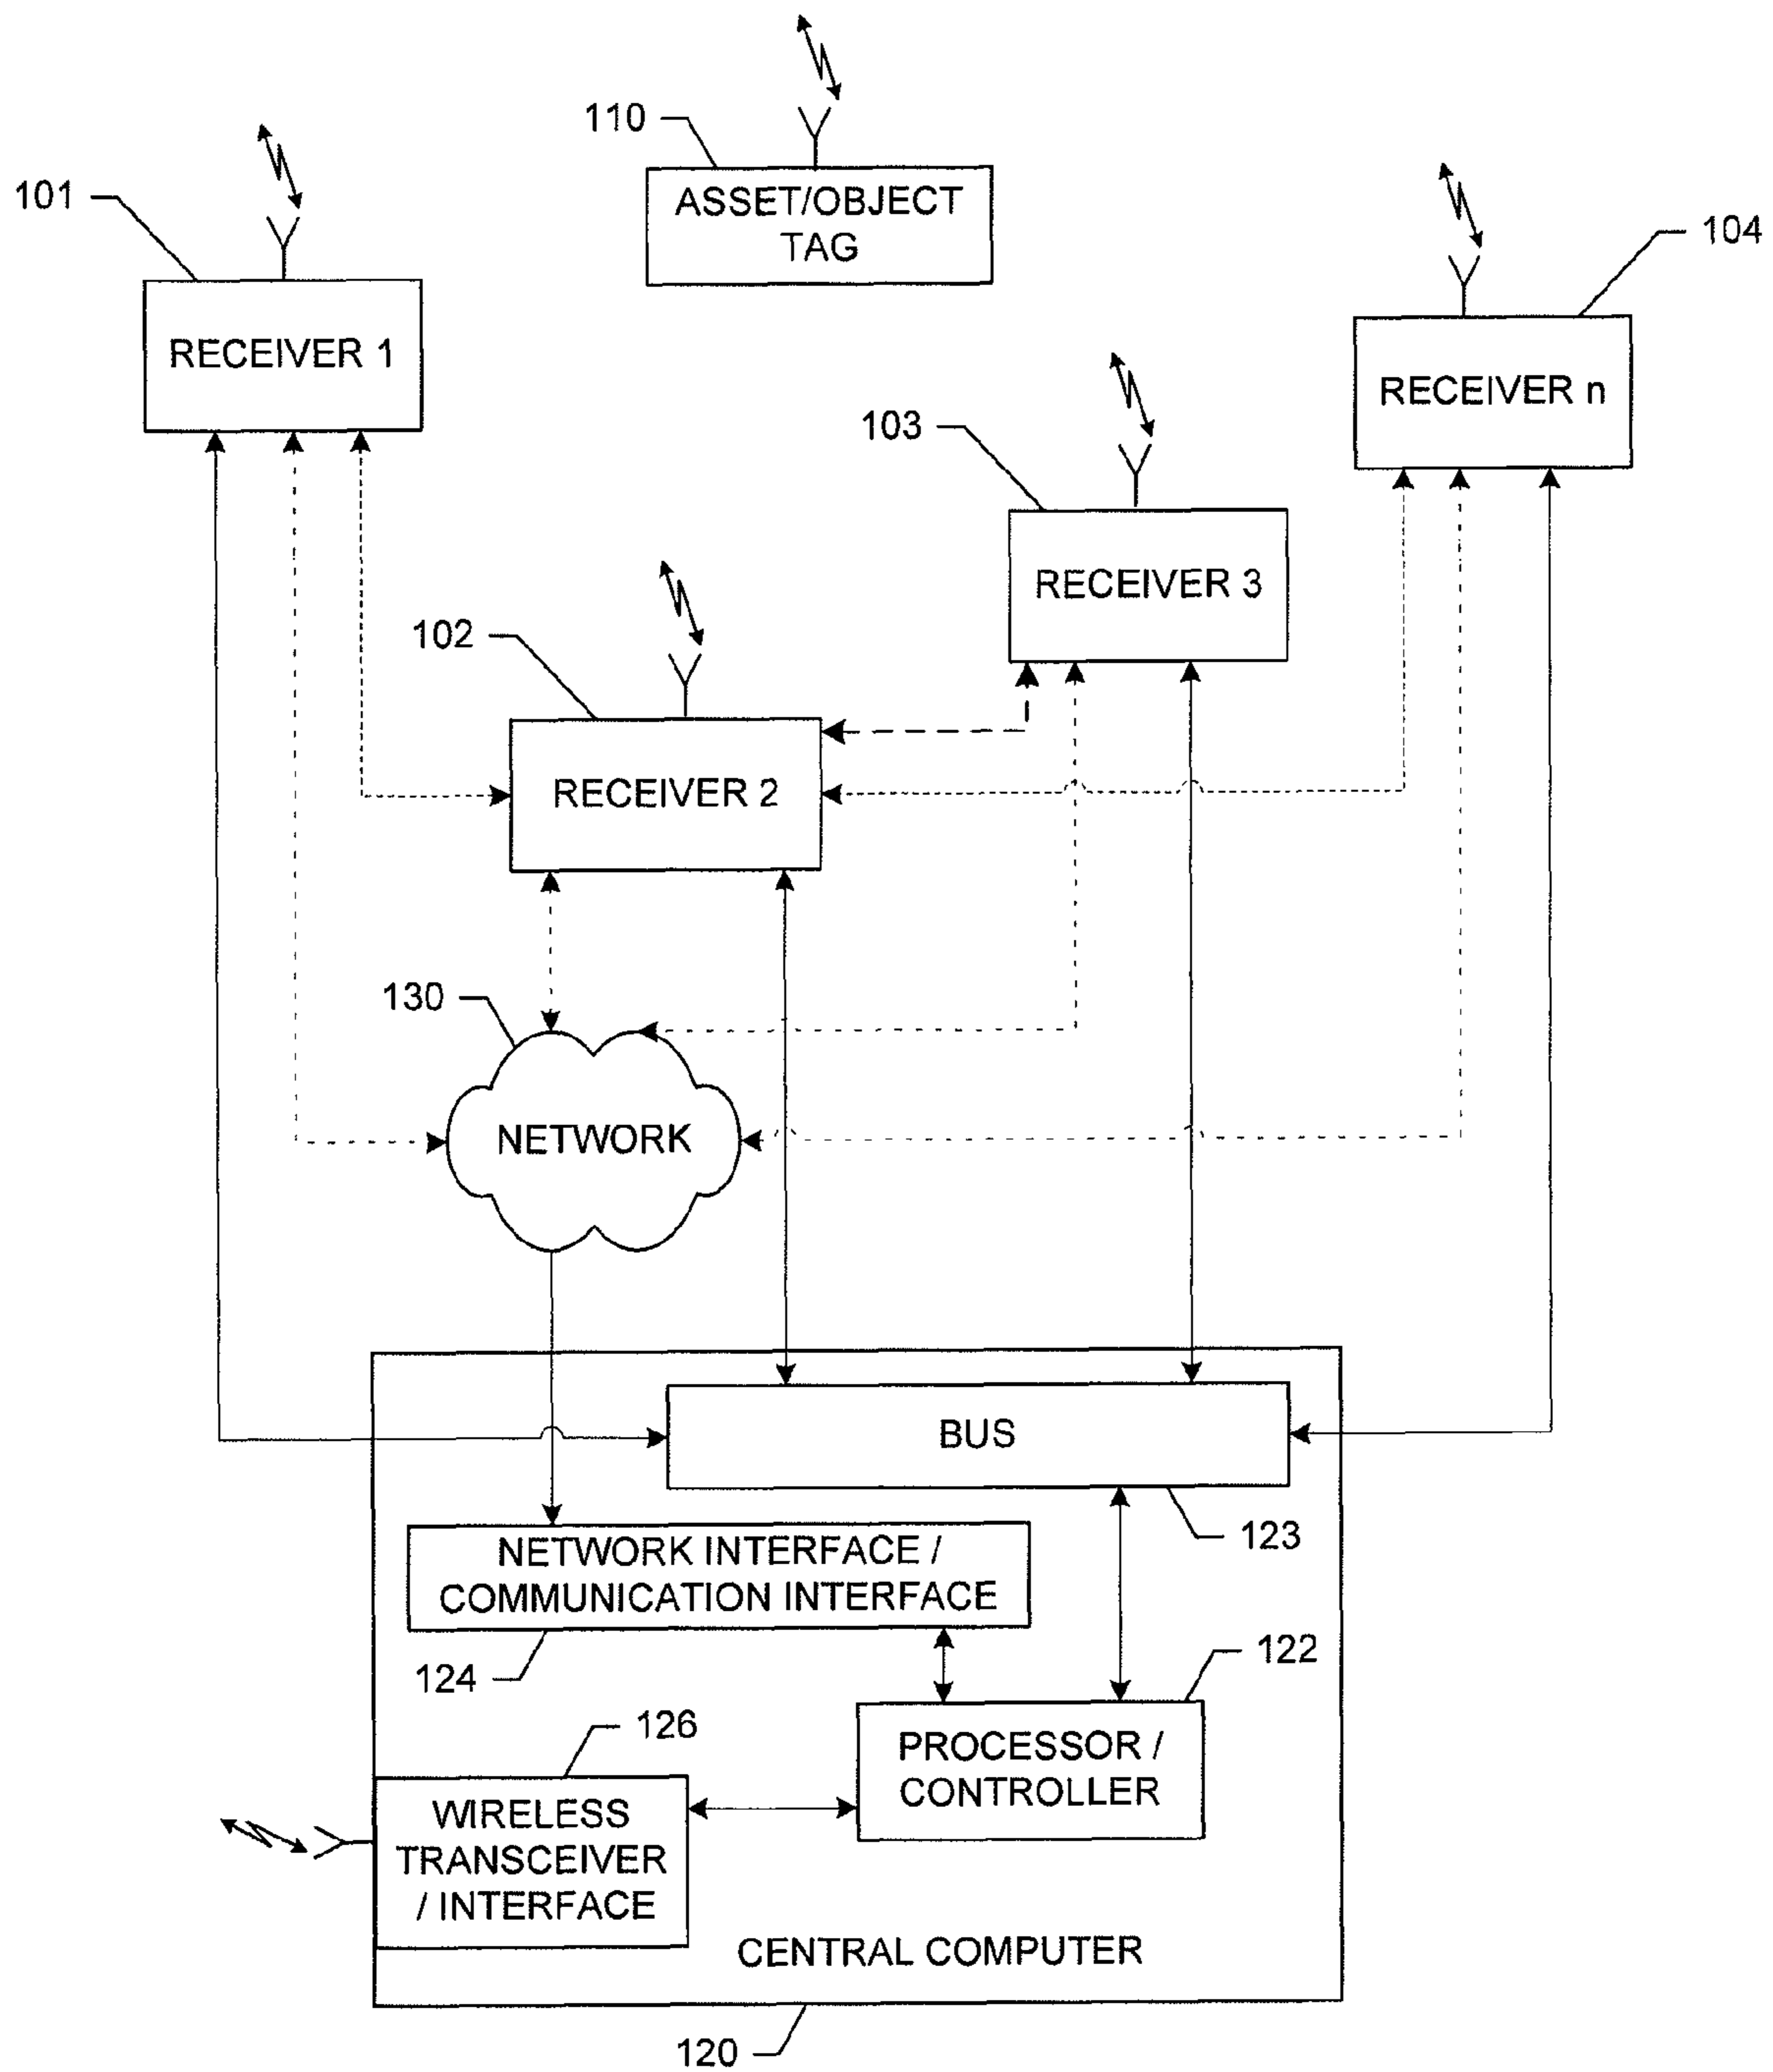 110
ASSET/OBJECT
TAG
101
RECEIVER 1
104
RECEIVER n
103
RECEIVER 3
102
RECEIVER 2
130
NETWORK
BUS
123
NETWORK INTERFACE /
COMMUNICATION INTERFACE
124
122
PROCESSOR /
CONTROLLER
126
WIRELESS
TRANSCEIVER
/ INTERFACE
CENTRAL COMPUTER
120